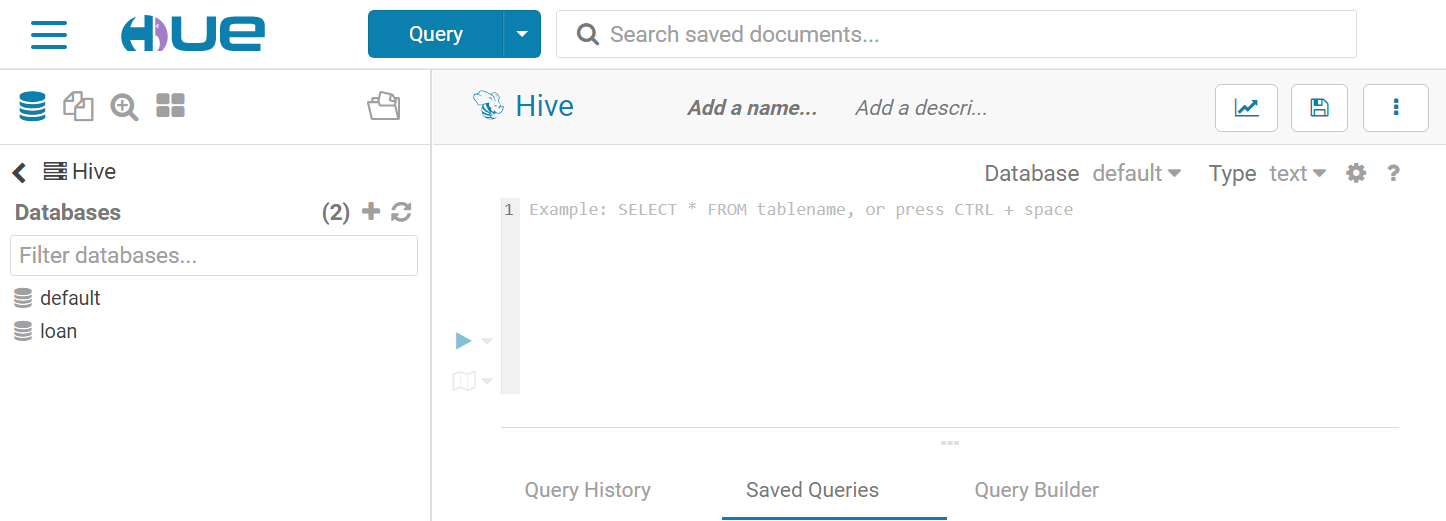 HUE
Query
Search saved documents...
Hive
Add a name...
Add a descri...
Hive
Databases
(2)
Filter databases...
default
loan
Database default
Type text
?
1 Example: SELECT * FROM tablename, or press CTRL + space
Query History
Saved Queries
Query Builder